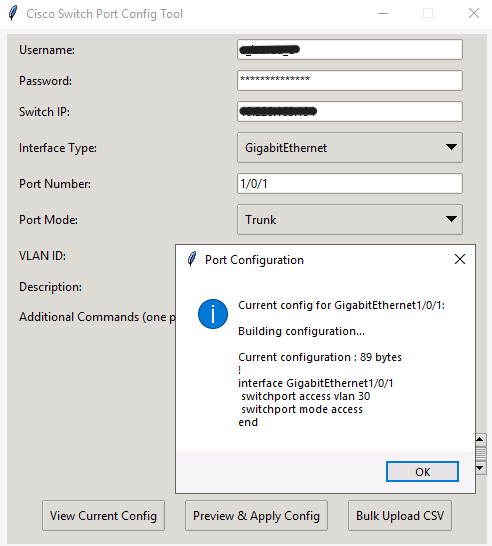 Cisco Switch Port Config Tool
Username:
Password: **************
Switch IP:
Interface Type: GigabitEthernet
Port Number: 1/0/1
Port Mode: Trunk
VLAN ID:
Description:
Additional Commands (one p
Port Configuration
Current config for GigabitEthernet1/0/1:
Building configuration...
Current configuration : 89 bytes
!
interface GigabitEthernet1/0/1
switchport access vlan 30
switchport mode access
end
OK
View Current Config Preview & Apply Config Bulk Upload CSV